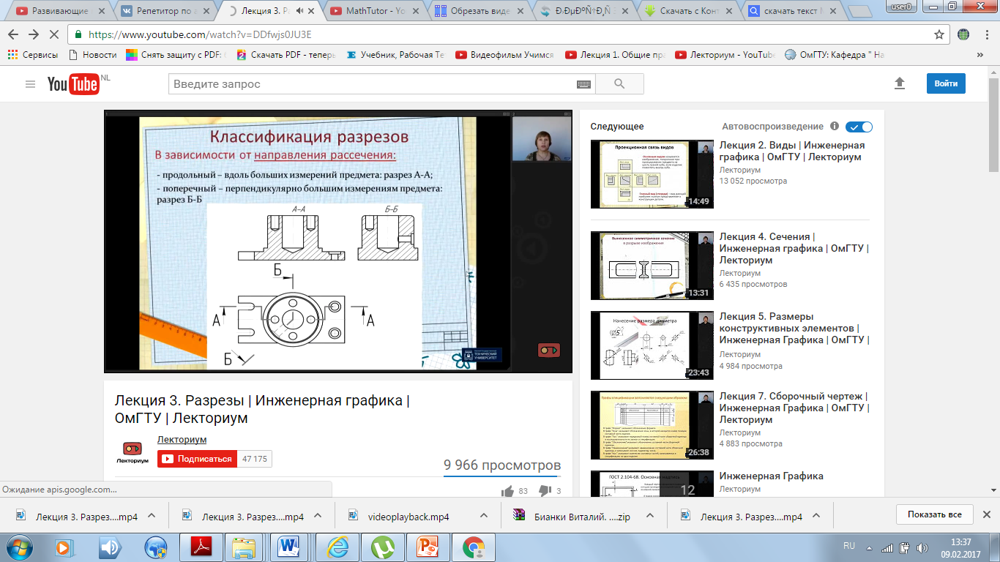 Развивающие
Репетитор по а
Лекция 3. Ра
MathTutor - Yo
Обрезать виде
Скачать с Конт
скачать текст М
user0
https://www.youtube.com/watch?v=DDfwjs0JU3E
Сервисы
Новости
Снять защиту с PDF:
Скачать PDF - теперь
Учебник, Рабочая Те
Видеофильм Учимся
Лекция 1. Общие пра
Лекториум - YouTube
ОмГТУ: Кафедра " На
»
YouTube NL
Введите запрос
Войти
Классификация разрезов
В зависимости от направления рассечения:
- продольный – вдоль больших измерений предмета: разрез А-А;
- поперечный – перпендикулярно большим измерениям предмета:
разрез Б-Б
А-А
Б-Б
Б
А
А
Б
ТЕХНИЧЕСКИЙ
УНИВЕРСИТЕТ
Лекция 3. Разрезы | Инженерная графика |
ОмГТУ | Лекториум
Лекториум
Лекториум
Подписаться
47 175
9 966 просмотров
83
3
Следующее
Автовоспроизведение
Проекционная связь видов
14:49
Лекция 2. Виды | Инженерная
графика | ОмГТУ | Лекториум
Лекториум
13 052 просмотра
Вынесенное симметричное сечение
в разрыве изображения
13:31
Лекция 4. Сечения |
Инженерная графика | ОмГТУ |
Лекториум
Лекториум
6 435 просмотров
Нанесение размера диаметра
23:43
Лекция 5. Размеры
конструктивных элементов |
Инженерная Графика | ОмГТУ |
Лекториум
4 984 просмотра
26:38
Лекция 7. Сборочный чертеж |
Инженерная Графика | ОмГТУ |
Лекториум
Лекториум
4 883 просмотра
ГОСТ 2.104-68. Основная надпись
12
Инженерная Графика
Лекториум
Ожидание apis.google.com...
Лекция 3. Разрез....mp4
Лекция 3. Разрез....mp4
videoplayback.mp4
Бианки Виталий. ....zip
Лекция 3. Разрез....mp4
Показать все
RU
13:37
09.02.2017